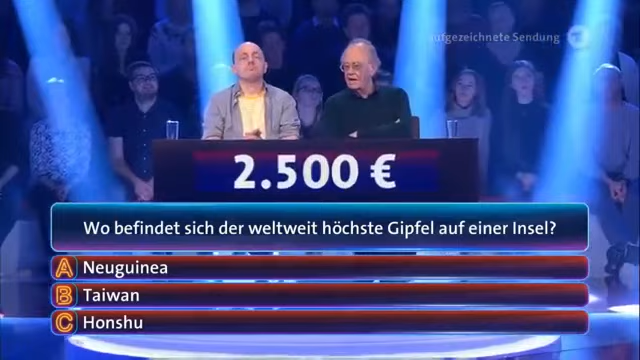 aufgezeichnete Sendung
2.500 €
Wo befindet sich der weltweit höchste Gipfel auf einer Insel?
A Neuguinea
B Taiwan
C Honshu